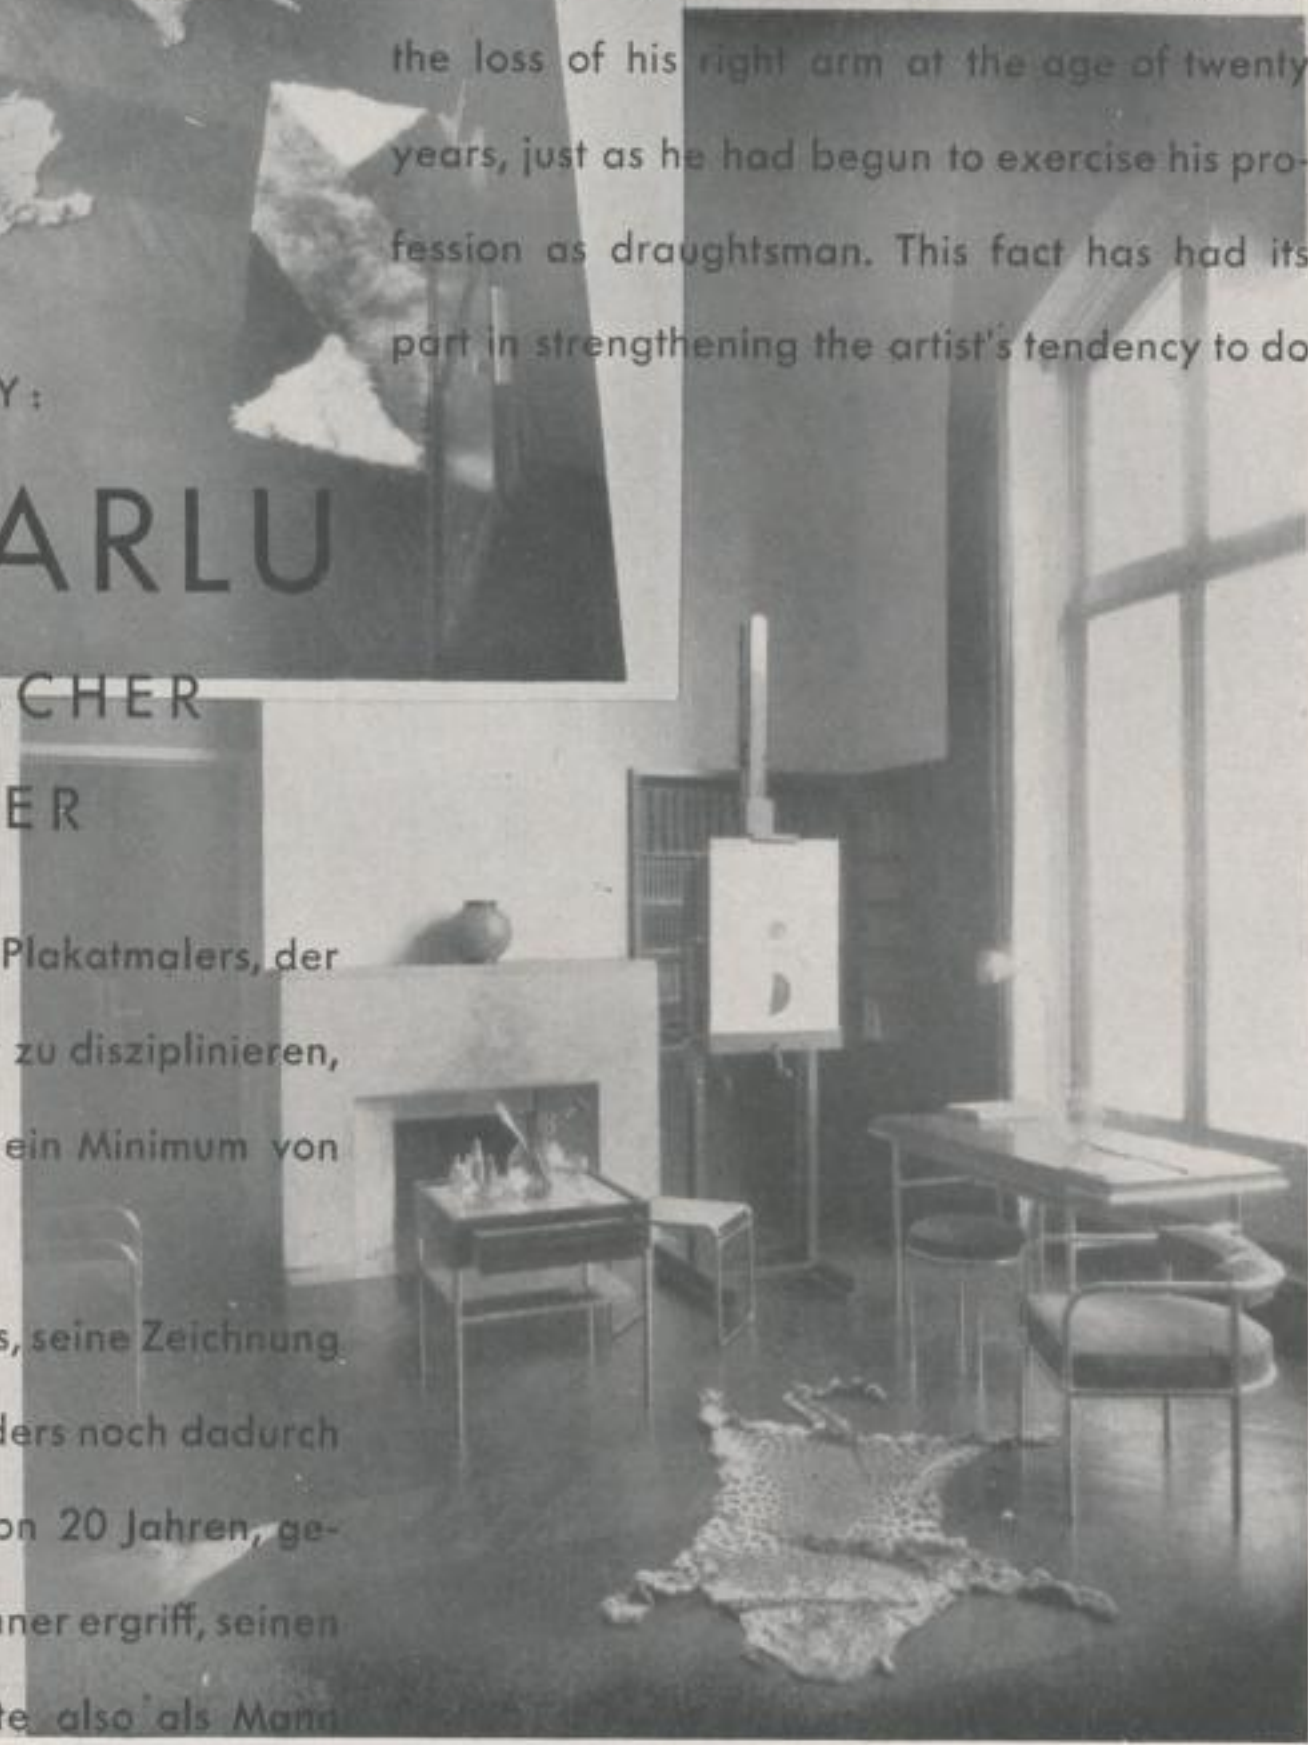 the loss of his right arm at the age of twenty
years, just as he had begun to exercise his pro-
fession as draughtsman. This fact has had its
part in strengthening the artist's tendency to do
Y:
ARLU
CHER
ER
Plakatmalers, der
zu disziplinieren,
ein Minimum von
s, seine Zeichnung
ders noch dadurch
on 20 Jahren, ge-
ner ergriff, seinen
te also als Mann